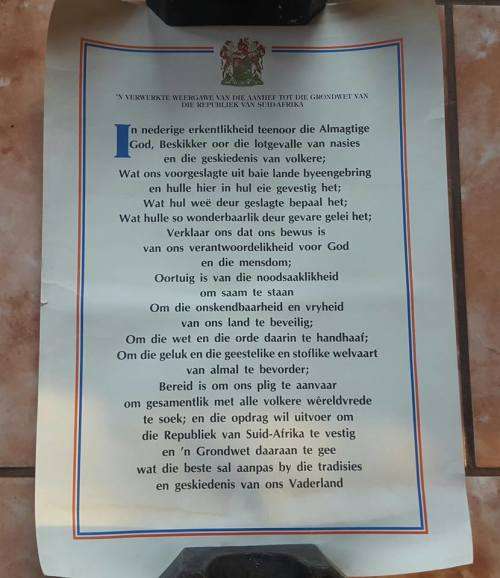 'N VERWERKTE WEERGAWE VAN DIE AANHEF TOT DIE GRONDWET VAN
DIE REPUBLIEK VAN SUID-AFRIKA
In nederige erkentlikheid teenoor die Almagtige
God, Beskikker oor die lotgevalle van nasies
en die geskiedenis van volkere;
Wat ons voorgeslagte uit baie lande byeengebring
en hulle hier in hul eie gevestig het;
Wat hul weë deur geslagte bepaal het;
Wat hulle so wonderbaarlik deur gevare gelei het;
Verklaar ons dat ons bewus is
van ons verantwoordelikheid voor God
en die mensdom;
Oortuig is van die noodsaaklikheid
om saam te staan
Om die onskendbaarheid en vryheid
van ons land te beveilig;
Om die wet en die orde daarin te handhaaf;
Om die geluk en die geestelike en stoflike welvaart
van almal te bevorder;
Bereid is om ons plig te aanvaar
om gesamentlik met alle volkere wêreldvrede
te soek; en die opdrag wil uitvoer om
die Republiek van Suid-Afrika te vestig
en 'n Grondwet daaraan te gee
wat die beste sal aanpas by die tradisies
en geskiedenis van ons Vaderland